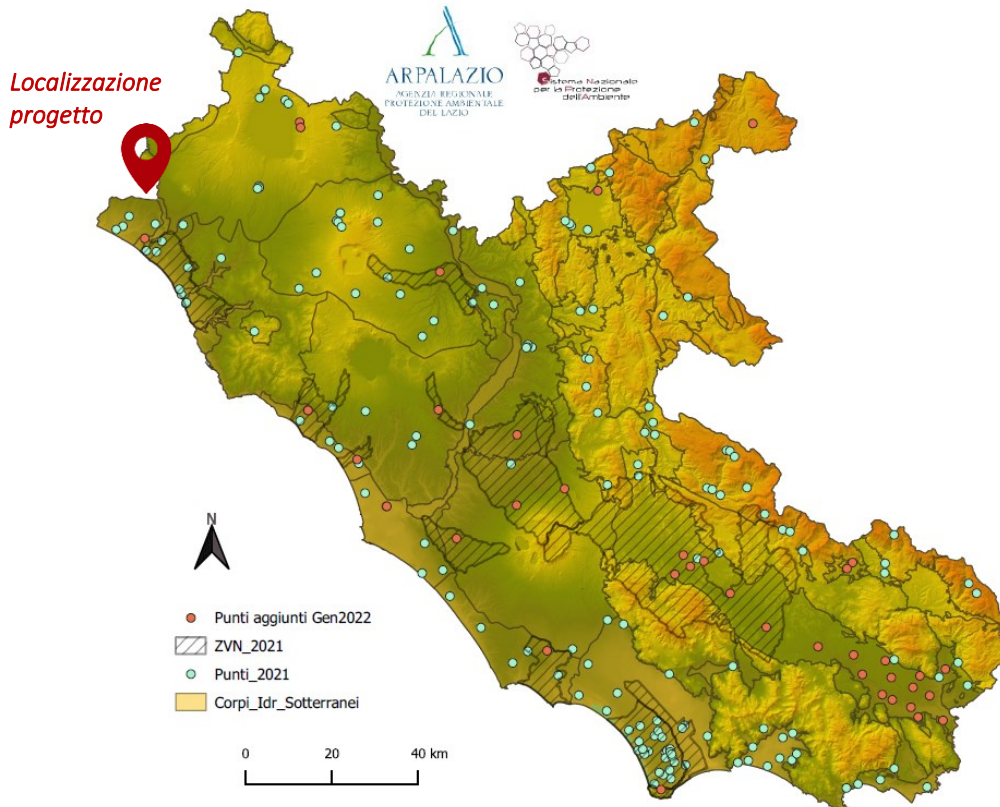 Localizzazione
progetto
ARPALAZIO
AGENZIA REGIONALE
PROTEZIONE AMBIENTALE
DEL LAZIO
Sistema Nazionale
per la Protezione
dell'Ambiente
N
Punti aggiunti Gen2022
ZVN_2021
Punti_2021
Corpi_Idr_Sotterranei
0 20 40 km